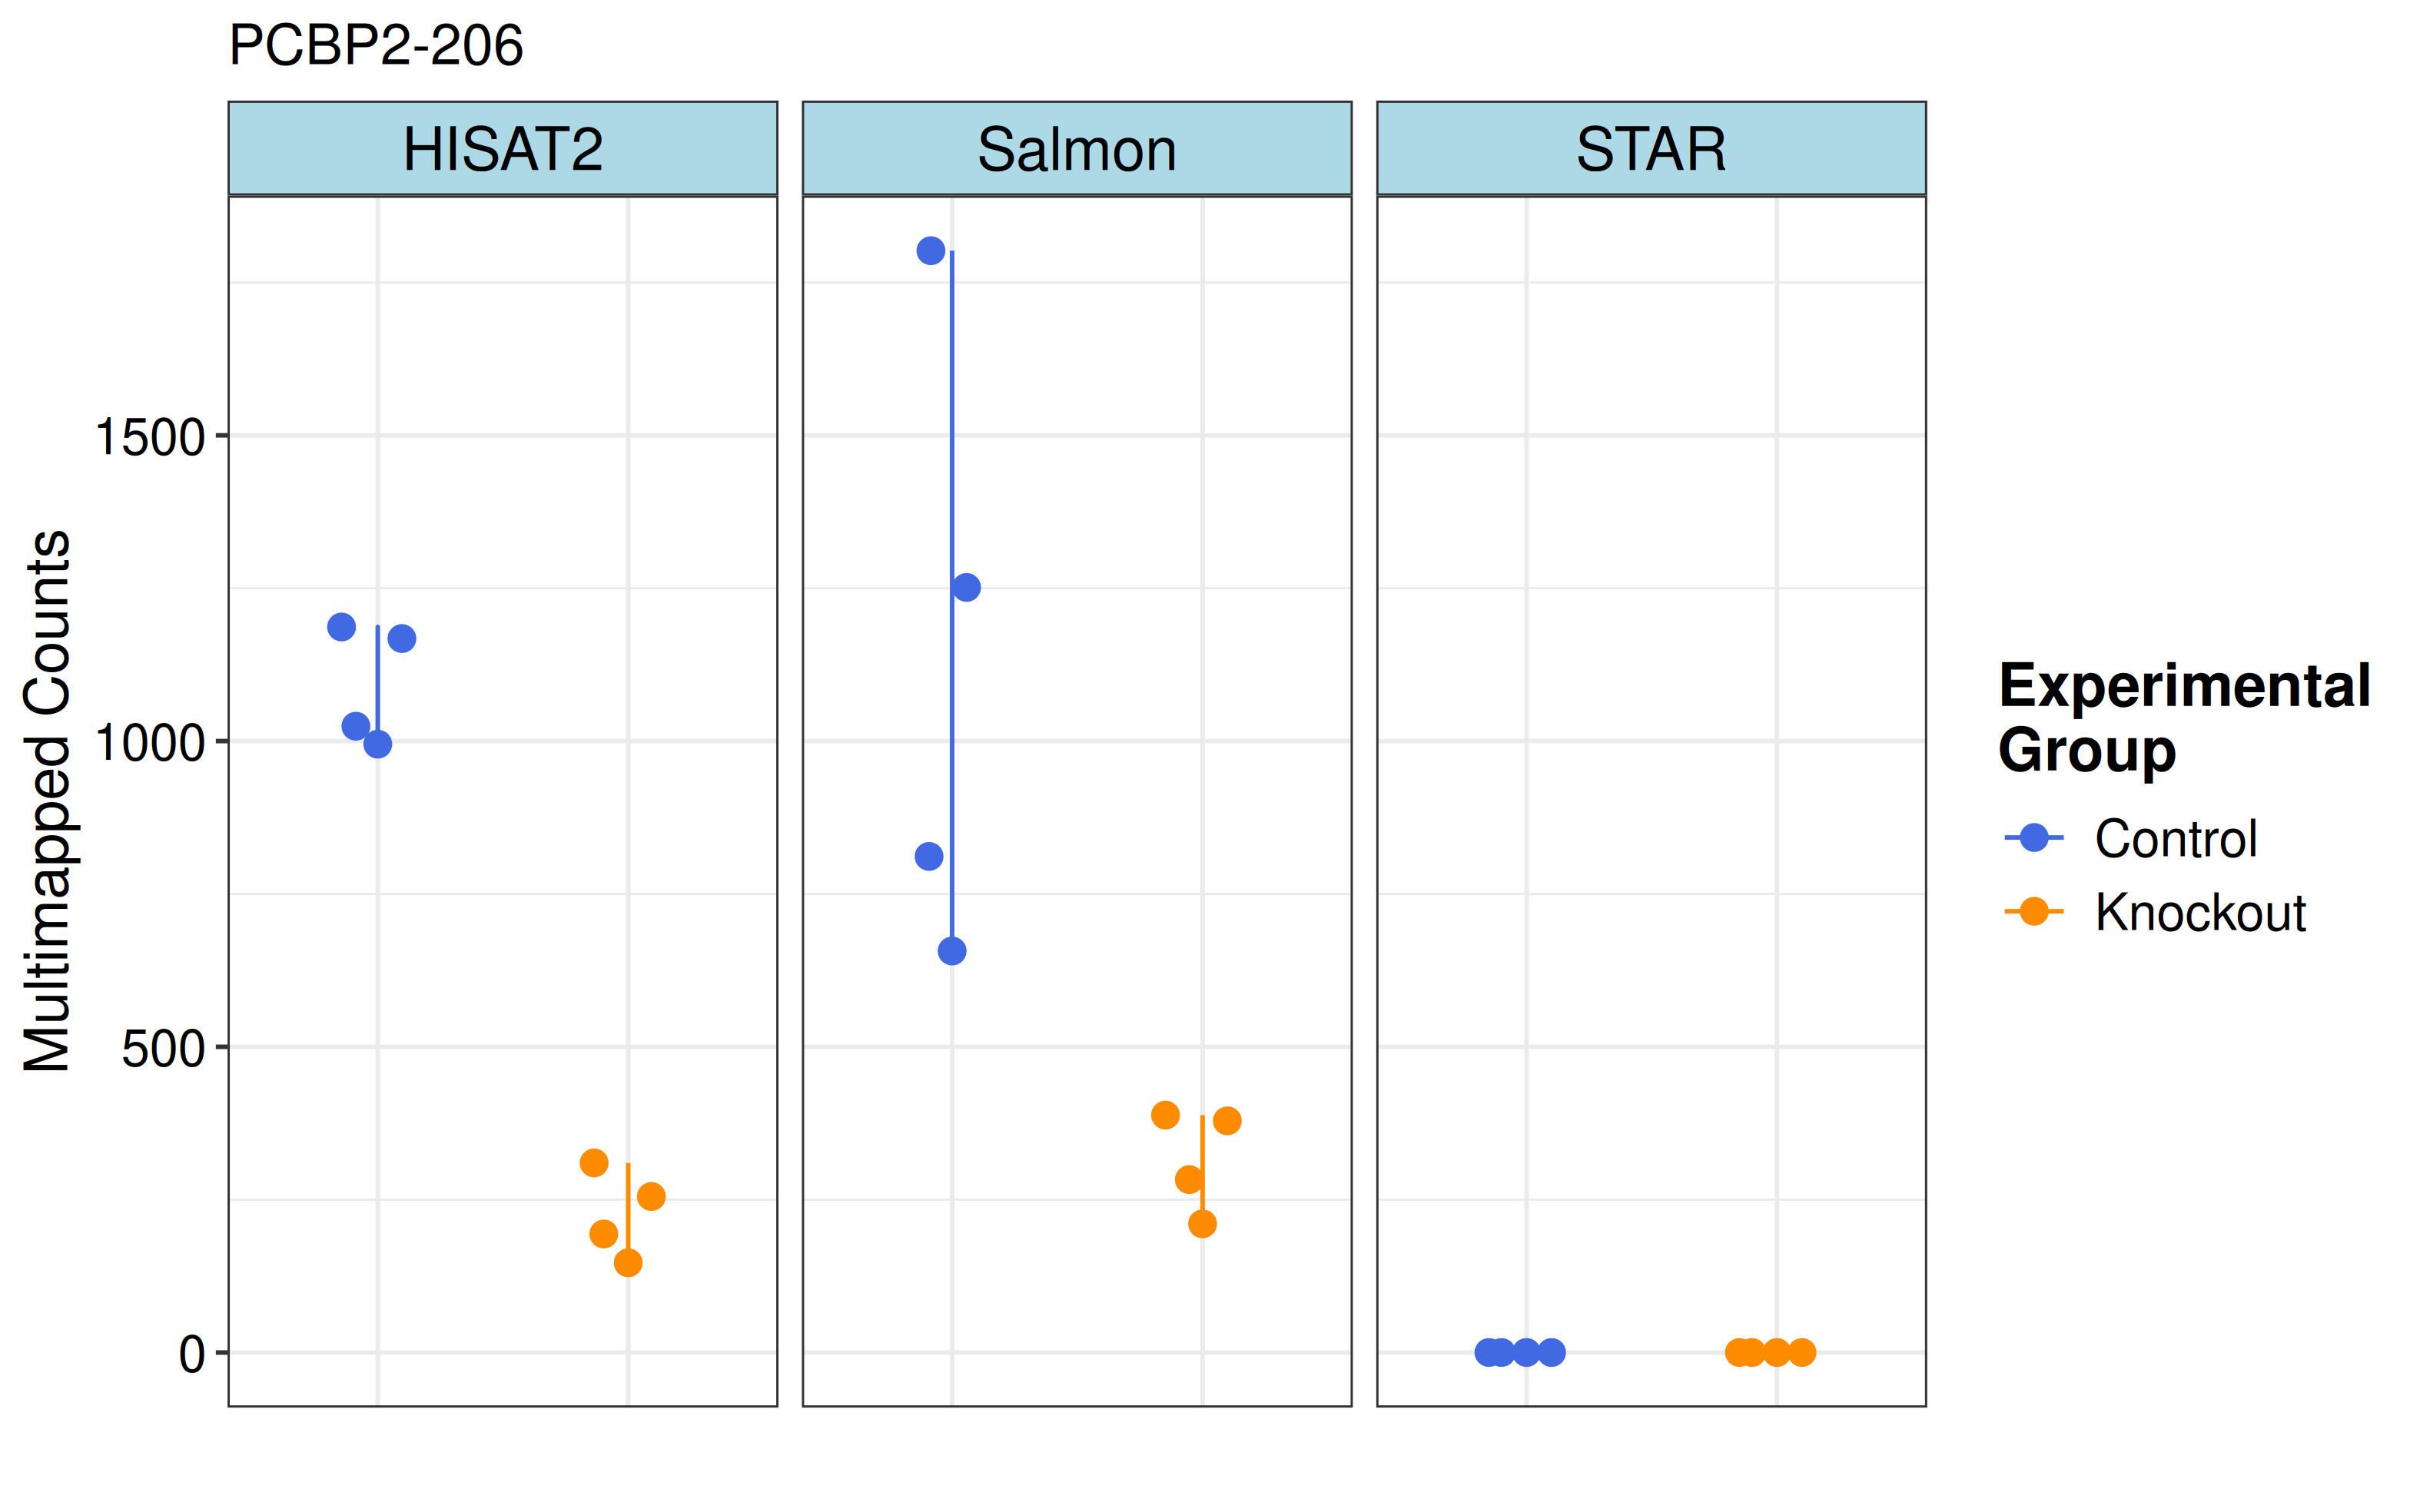 PCBP2-206
HISAT2
Salmon
STAR
Multimapped Counts
1500
1000
500
0
Experimental
Group
Control
Knockout